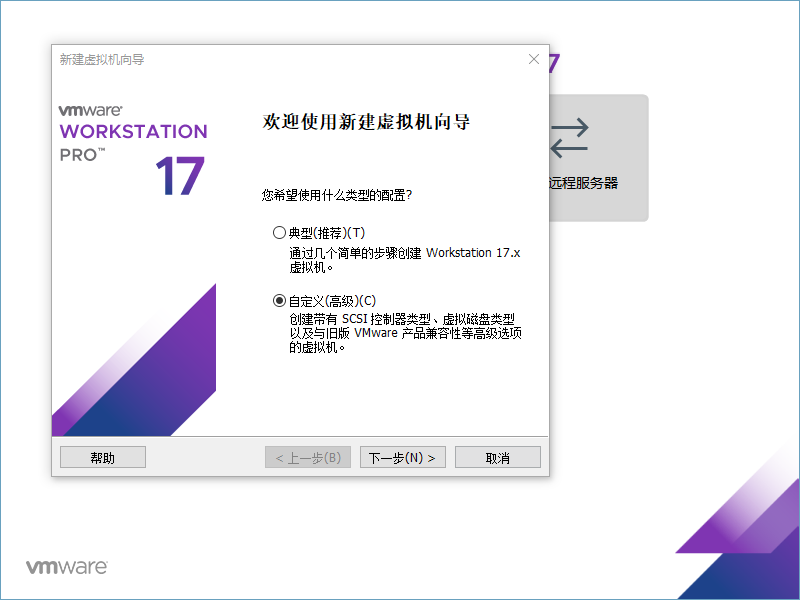 新建虚拟机向导
7
vmware®
WORKSTATION
PRO™
17
欢迎使用新建虚拟机向导
您希望使用什么类型的配置?
典型(推荐)(T)
通过几个简单的步骤创建 Workstation 17.x
虚拟机。
自定义(高级)(C)
创建带有 SCSI 控制器类型、虚拟磁盘类型
以及与旧版 VMware 产品兼容性等高级选项
的虚拟机。
远程服务器
帮助
< 上一步(B)
下一步(N) >
取消
vmware®